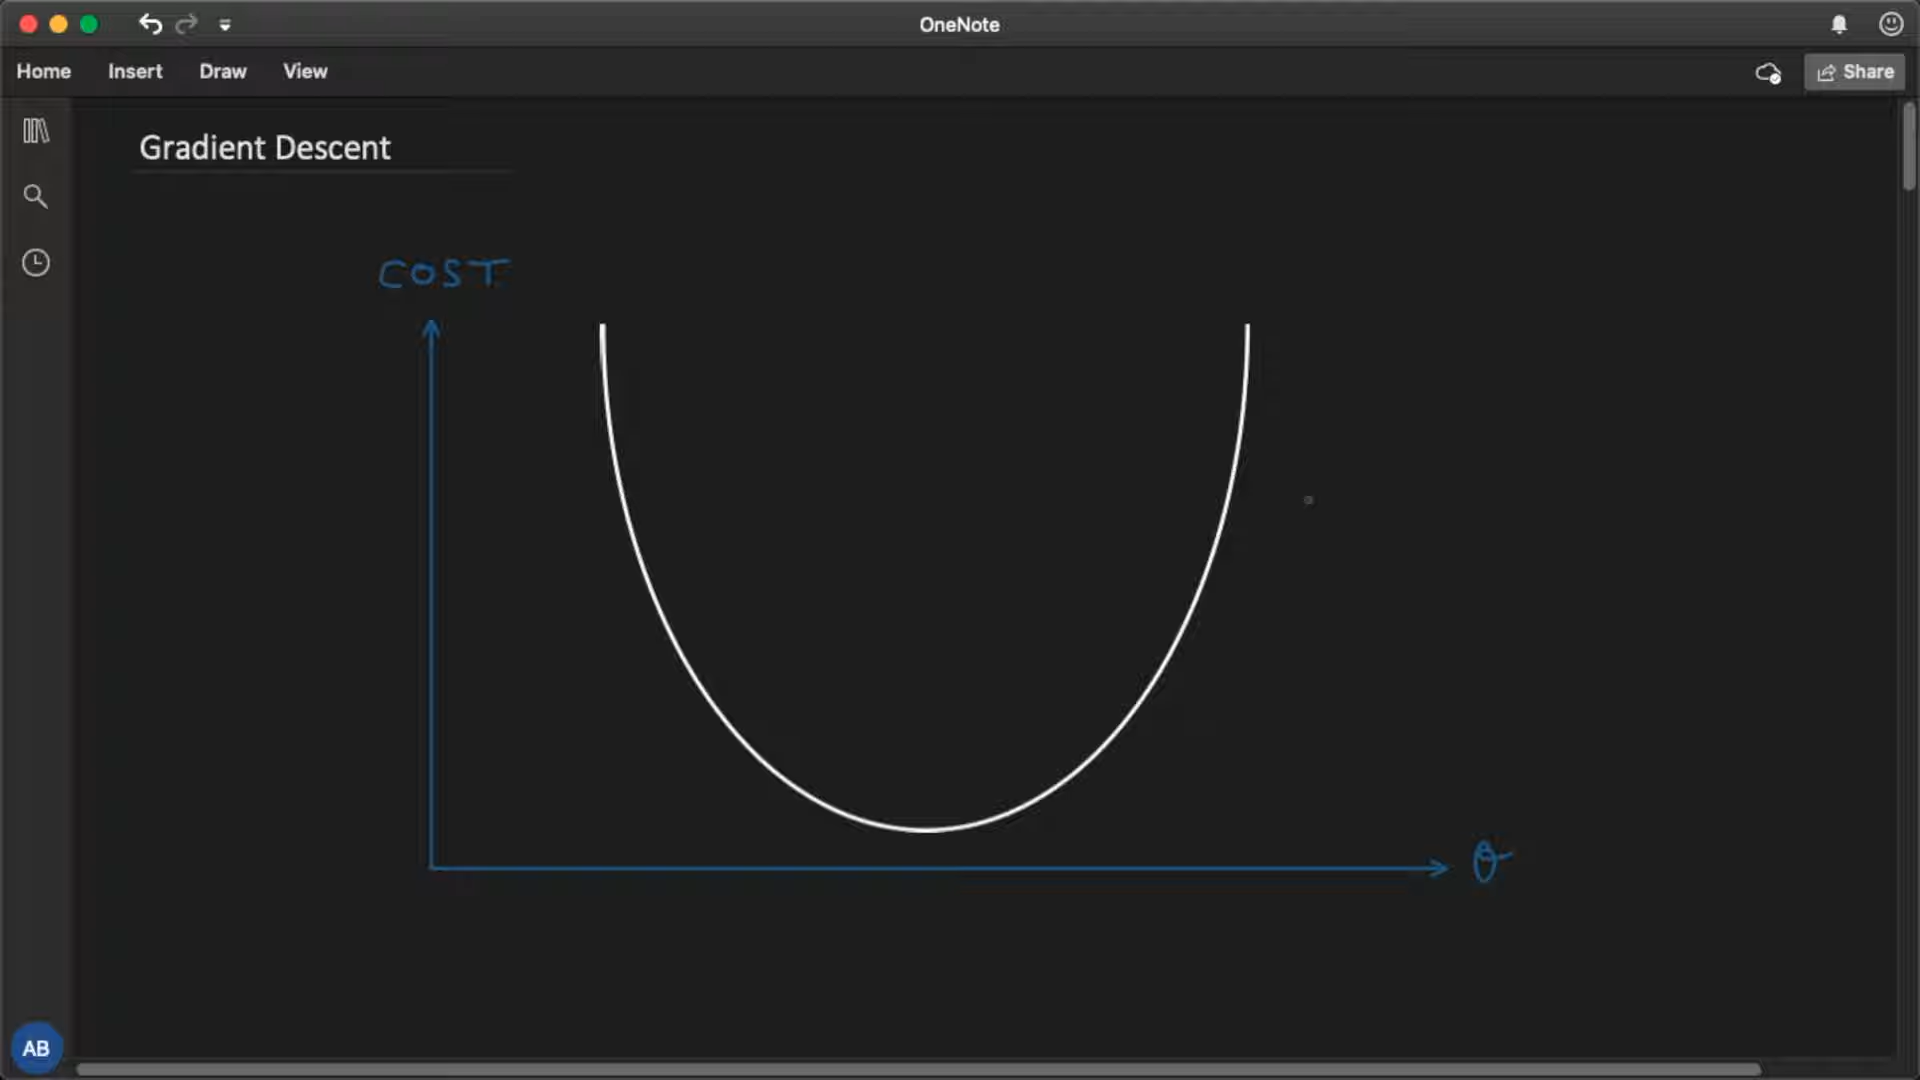 OneNote
Home Insert Draw View Share
Gradient Descent
COST
θ
AB